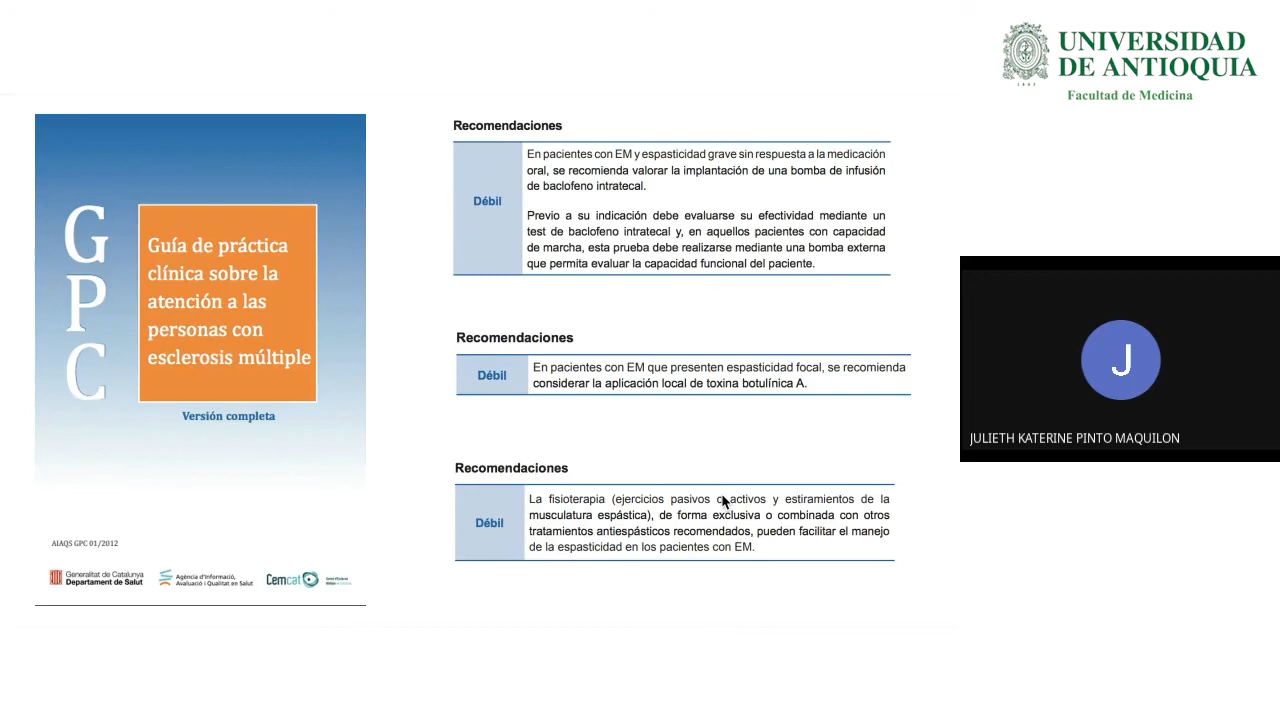 UNIVERSIDAD
DE ANTIOQUIA
1803
Facultad de Medicina
G
P
C
Guía de práctica
clínica sobre la
atención a las
personas con
esclerosis múltiple
Versión completa
AIAQS GPC 01/2012
Generalitat de Catalunya
Departament de Salut
Agència d'Informació,
Avaluació i Qualitat en Salut
Cemcat
Recomendaciones
Débil
En pacientes con EM y espasticidad grave sin respuesta a la medicación
oral, se recomienda valorar la implantación de una bomba de infusión
de baclofeno intratecal.
Previo a su indicación debe evaluarse su efectividad mediante un
test de baclofeno intratecal y, en aquellos pacientes con capacidad
de marcha, esta prueba debe realizarse mediante una bomba externa
que permita evaluar la capacidad funcional del paciente.
Recomendaciones
Débil
En pacientes con EM que presenten espasticidad focal, se recomienda
considerar la aplicación local de toxina botulínica A.
Recomendaciones
Débil
La fisioterapia (ejercicios pasivos o activos y estiramientos de la
musculatura espástica), de forma exclusiva o combinada con otros
tratamientos antiespásticos recomendados, pueden facilitar el manejo
de la espasticidad en los pacientes con EM.
J
JULIETH KATERINE PINTO MAQUILON